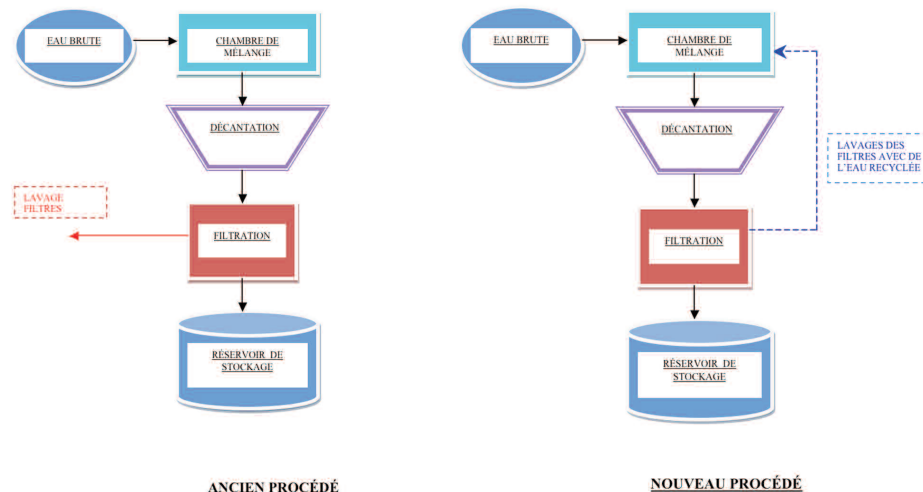 EAU BRUTE
CHAMBRE DE
MÉLANGE
DÉCANTATION
LAVAGE
FILTRES
FILTRATION
RÉSERVOIR DE
STOCKAGE
ANCIEN PROCÉDÉ
EAU BRUTE
CHAMBRE DE
MÉLANGE
DÉCANTATION
LAVAGES DES
FILTRES AVEC DE
L'EAU RECYCLÉE
FILTRATION
RÉSERVOIR DE
STOCKAGE
NOUVEAU PROCÉDÉ